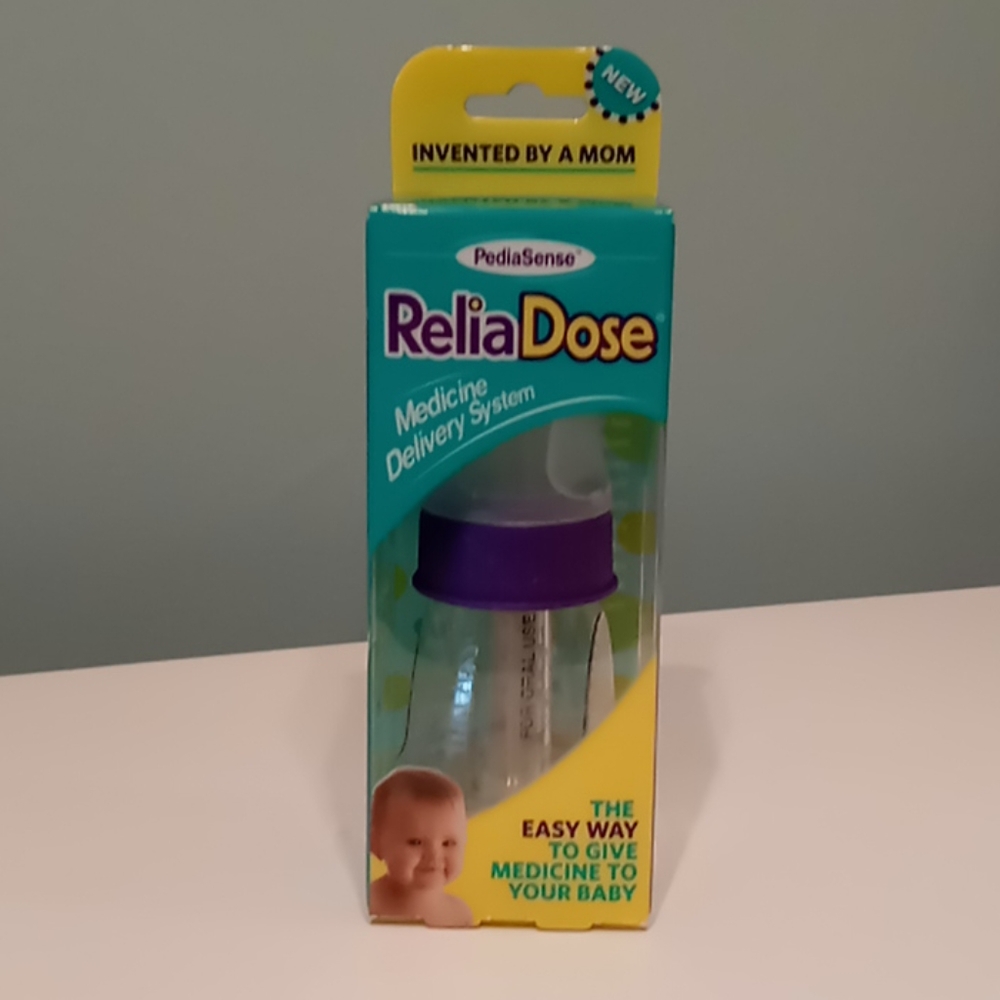 NEW
INVENTED BY A MOM
PediaSense
ReliaDose
Medicine
Delivery System
FOR ORAL USE
THE
EASY WAY
TO GIVE
MEDICINE TO
YOUR BABY